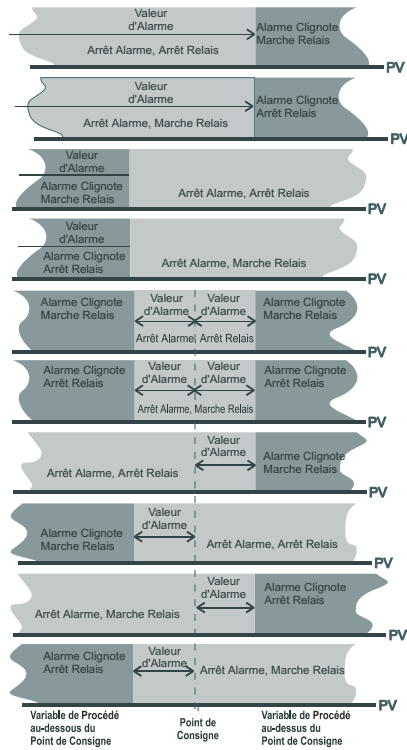 Valeur
d'Alarme
Arrêt Alarme, Arrêt Relais
Alarme Clignote
Marche Relais
PV
Valeur
d'Alarme
Arrêt Alarme, Marche Relais
Alarme Clignote
Arrêt Relais
PV
Valeur
d'Alarme
Alarme Clignote
Marche Relais
Arrêt Alarme, Arrêt Relais
PV
Valeur
d'Alarme
Alarme Clignote
Arrêt Relais
Arrêt Alarme, Marche Relais
PV
Alarme Clignote
Marche Relais
Valeur
d'Alarme
Valeur
d'Alarme
Arrêt Alarme, Arrêt Relais
Alarme Clignote
Marche Relais
PV
Alarme Clignote
Arrêt Relais
Valeur
d'Alarme
Valeur
d'Alarme
Arrêt Alarme, Marche Relais
Alarme Clignote
Arrêt Relais
PV
Arrêt Alarme, Arrêt Relais
Valeur
d'Alarme
Alarme Clignote
Marche Relais
PV
Alarme Clignote
Marche Relais
Valeur
d'Alarme
Arrêt Alarme, Arrêt Relais
PV
Arrêt Alarme, Marche Relais
Valeur
d'Alarme
Alarme Clignote
Arrêt Relais
PV
Alarme Clignote
Arrêt Relais
Valeur
d'Alarme
Arrêt Alarme, Marche Relais
PV
Variable de Procédé
au-dessous du
Point de Consigne
Point de
Consigne
Variable de Procédé
au-dessus du
Point de Consigne